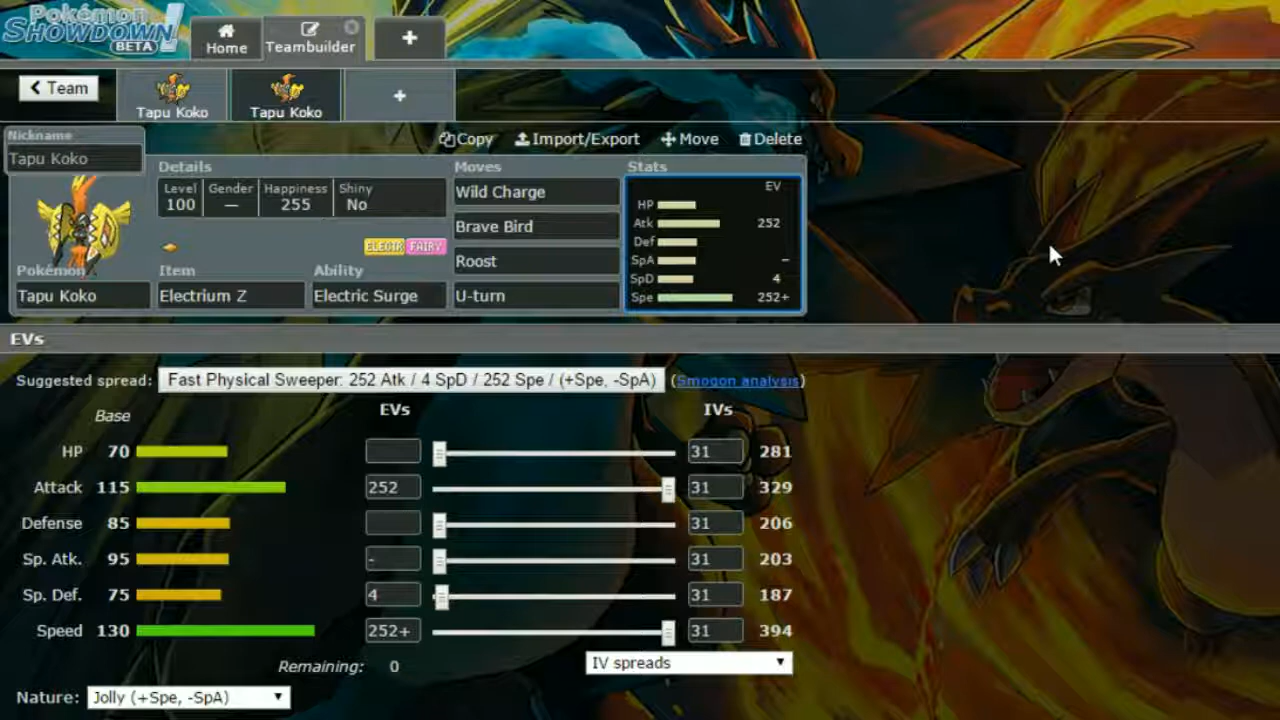 Pokémon
SHOWDOWN!
BETA
Home
Teambuilder
+
< Team
Tapu Koko
Tapu Koko
+
Nickname
Tapu Koko
Copy Import/Export Move Delete
Details
Level Gender Happiness Shiny
100 — 255 No
ELECTR FAIRY
Pokémon Item Ability
Tapu Koko Electrium Z Electric Surge
Moves
Wild Charge
Brave Bird
Roost
U-turn
Stats
EV
HP
Atk 252
Def
SpA –
SpD 4
Spe 252+
EVs
Suggested spread: Fast Physical Sweeper: 252 Atk / 4 SpD / 252 Spe / (+Spe, -SpA) (Smogon analysis)
Base EVs IVs
HP 70 31 281
Attack 115 252 31 329
Defense 85 31 206
Sp. Atk. 95 - 31 203
Sp. Def. 75 4 31 187
Speed 130 252+ 31 394
Remaining: 0 IV spreads
Nature: Jolly (+Spe, -SpA)